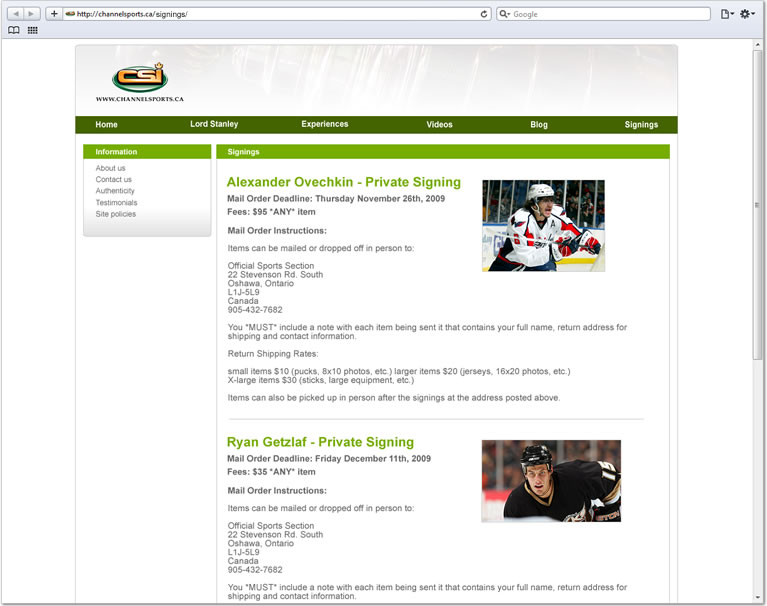 http://channelsports.ca/signings/
Google
CSI
WWW.CHANNELSPORTS.CA
Home Lord Stanley Experiences Videos Blog Signings
Information
About us
Contact us
Authenticity
Testimonials
Site policies
Signings
Alexander Ovechkin - Private Signing
Mail Order Deadline: Thursday November 26th, 2009
Fees: $95 *ANY* item
Mail Order Instructions:
Items can be mailed or dropped off in person to:
Official Sports Section
22 Stevenson Rd. South
Oshawa, Ontario
L1J-5L9
Canada
905-432-7682
You *MUST* include a note with each item being sent it that contains your full name, return address for
shipping and contact information.
Return Shipping Rates:
small items $10 (pucks, 8x10 photos, etc.) larger items $20 (jerseys, 16x20 photos, etc.)
X-large items $30 (sticks, large equipment, etc.)
Items can also be picked up in person after the signings at the address posted above.
Ryan Getzlaf - Private Signing
Mail Order Deadline: Friday December 11th, 2009
Fees: $35 *ANY* item
Mail Order Instructions:
Items can be mailed or dropped off in person to:
Official Sports Section
22 Stevenson Rd. South
Oshawa, Ontario
L1J-5L9
Canada
905-432-7682
You *MUST* include a note with each item being sent it that contains your full name, return address for
shipping and contact information.